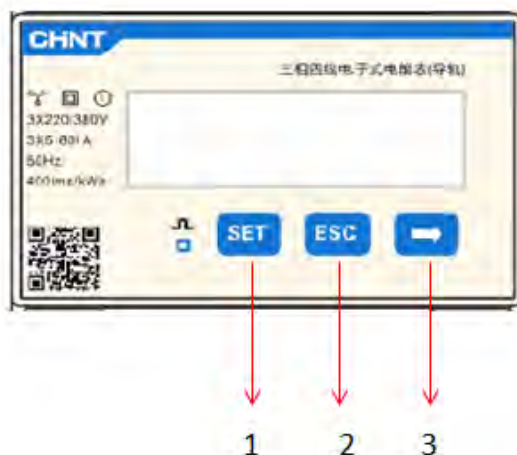 CHNT
三相四线电子式电能表(导轨)
3X220/380V
3X5(60)A
50Hz
400imp/kWh
SET
ESC
1
2
3